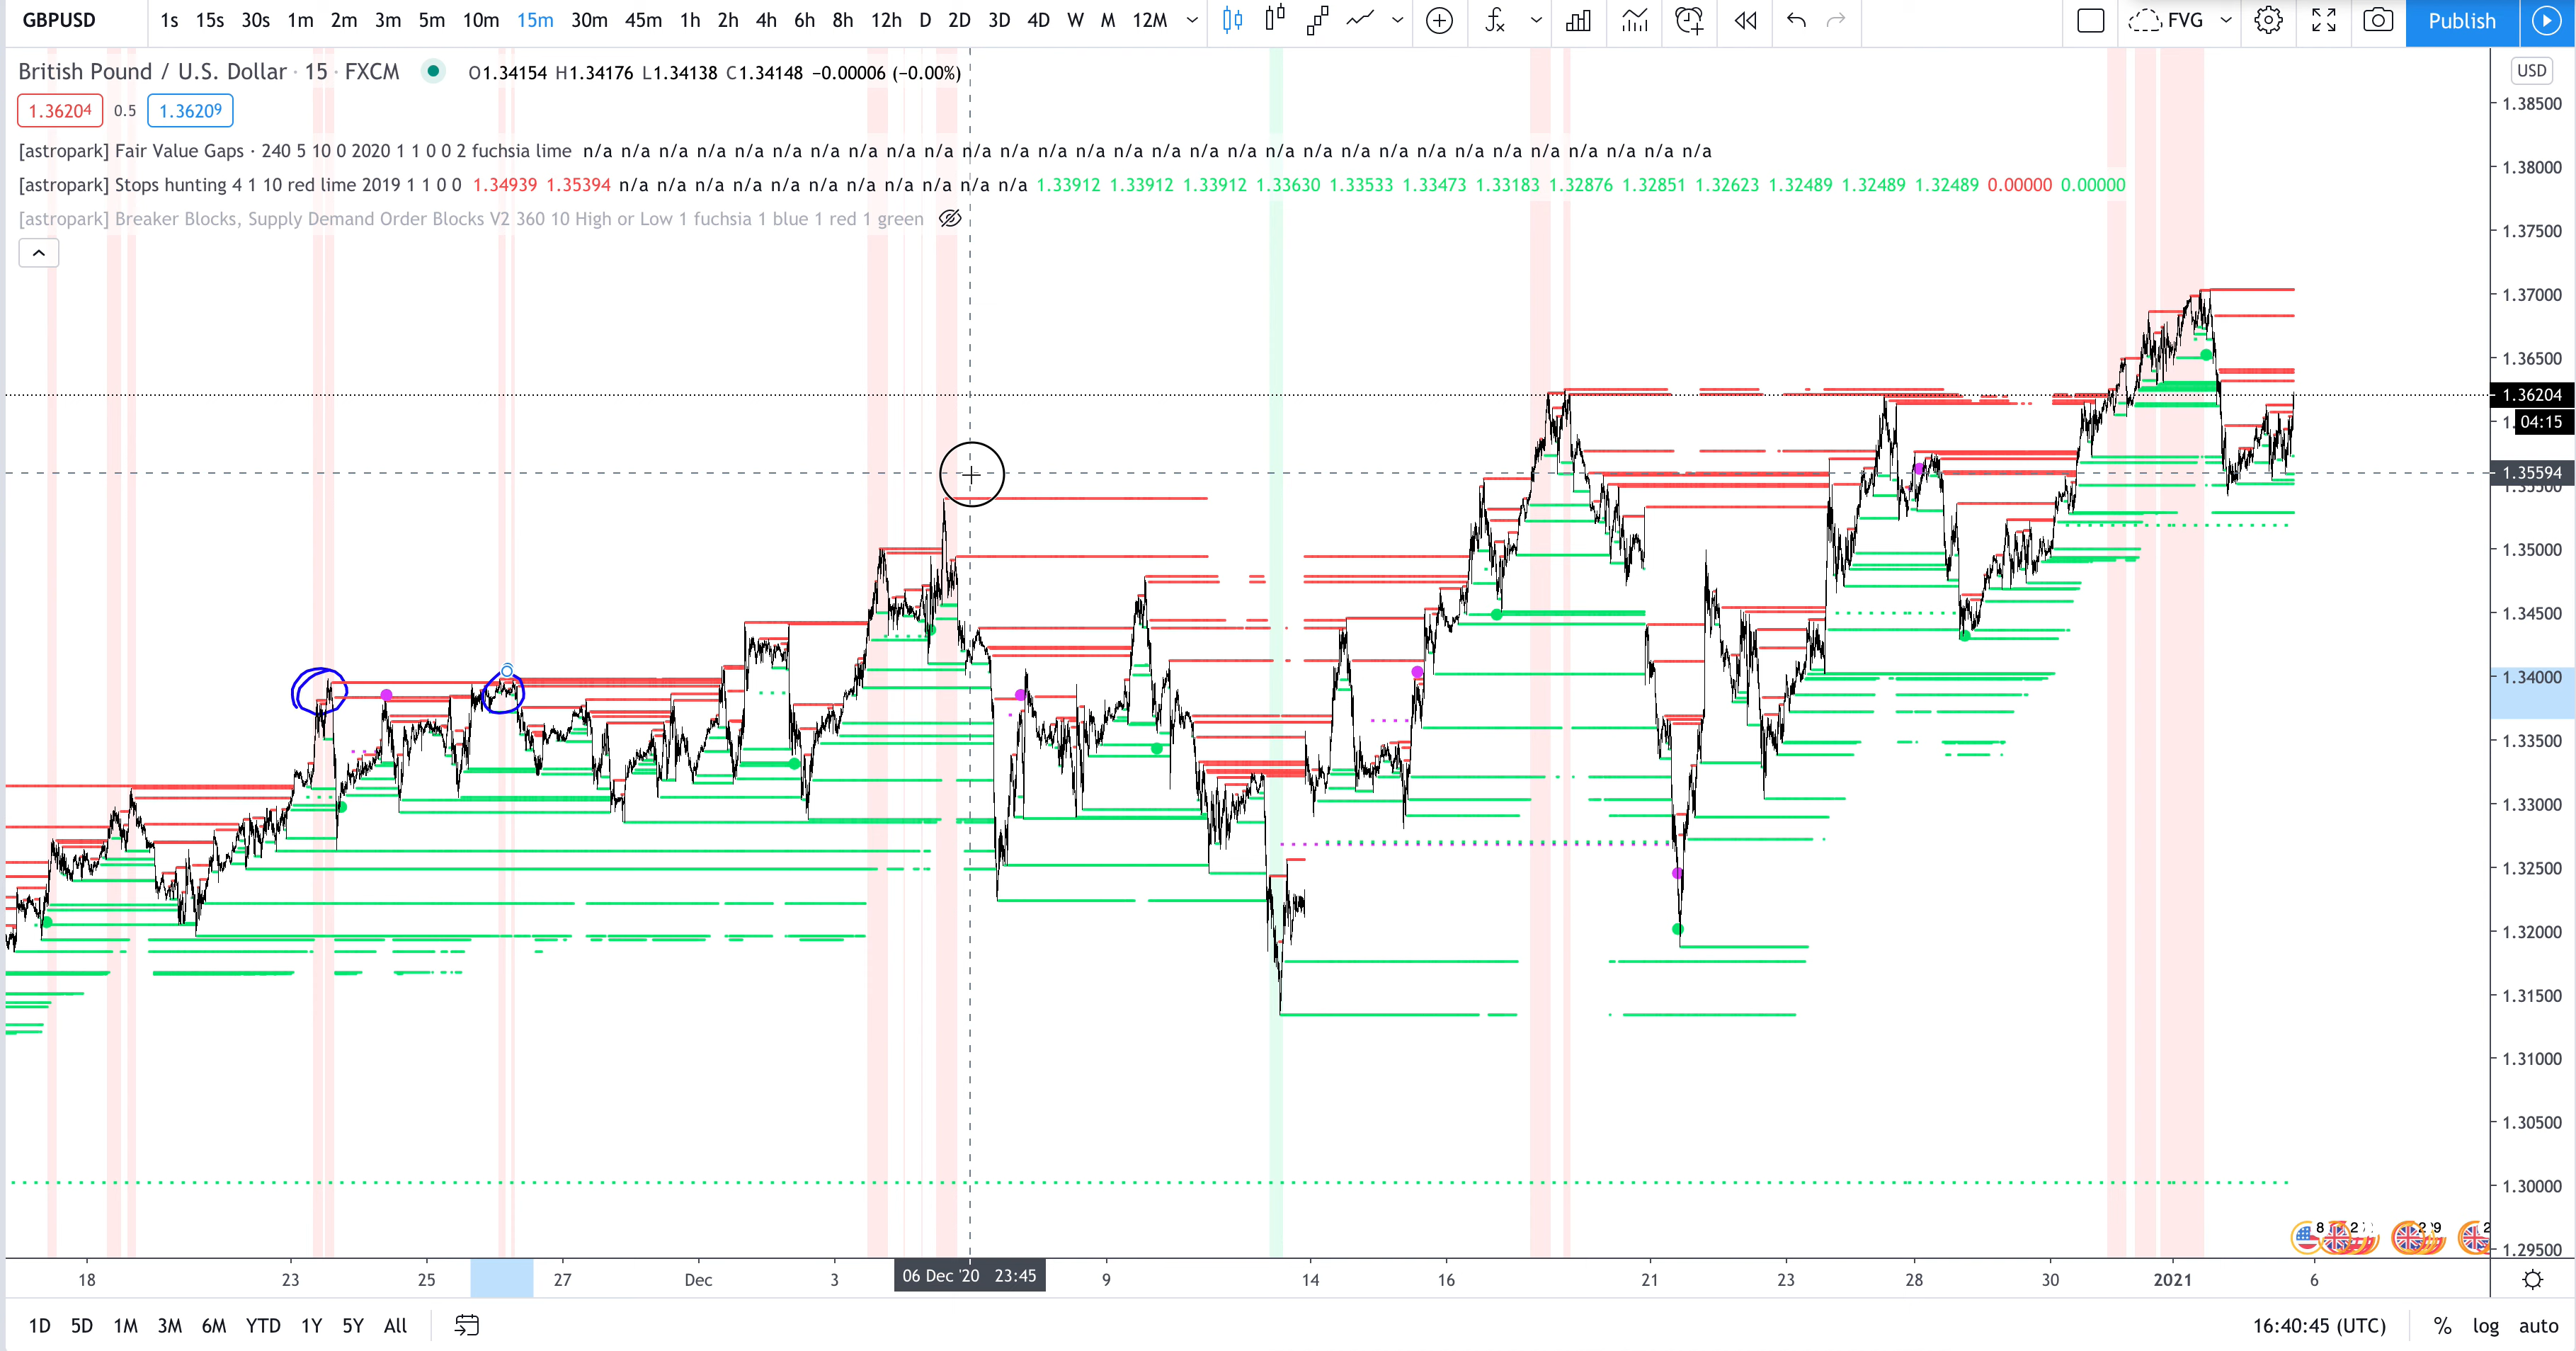 GBPUSD 1s 15s 30s 1m 2m 3m 5m 10m 15m 30m 45m 1h 2h 4h 6h 8h 12h D 2D 3D 4D W M 12M FVG Publish
British Pound / U.S. Dollar · 15 · FXCM O1.34154 H1.34176 L1.34138 C1.34148 −0.00006 (−0.00%)
USD
1.36204 0.5 1.36209
[astropark] Fair Value Gaps · 240 5 10 0 2020 1 1 0 0 2 fuchsia lime n/a n/a n/a n/a n/a n/a n/a n/a n/a n/a n/a n/a n/a n/a n/a n/a n/a n/a n/a n/a n/a n/a n/a n/a n/a n/a n/a n/a n/a n/a
[astropark] Stops hunting 4 1 10 red lime 2019 1 1 0 0 1.34939 1.35394 n/a n/a n/a n/a n/a n/a n/a n/a n/a n/a n/a 1.33912 1.33912 1.33912 1.33630 1.33533 1.33473 1.33183 1.32876 1.32851 1.32623 1.32489 1.32489 1.32489 0.00000 0.00000
[astropark] Breaker Blocks, Supply Demand Order Blocks V2 360 10 High or Low 1 fuchsia 1 blue 1 red 1 green
1.38500
1.38000
1.37500
1.37000
1.36500
1.36204
04:15
1.35594
1.35000
1.34500
1.34000
1.33500
1.33000
1.32500
1.32000
1.31500
1.31000
1.30500
1.30000
1.29500
18 23 25 27 Dec 3 06 Dec '20 23:45 9 14 16 21 23 28 30 2021 6
1D 5D 1M 3M 6M YTD 1Y 5Y All 16:40:45 (UTC) % log auto